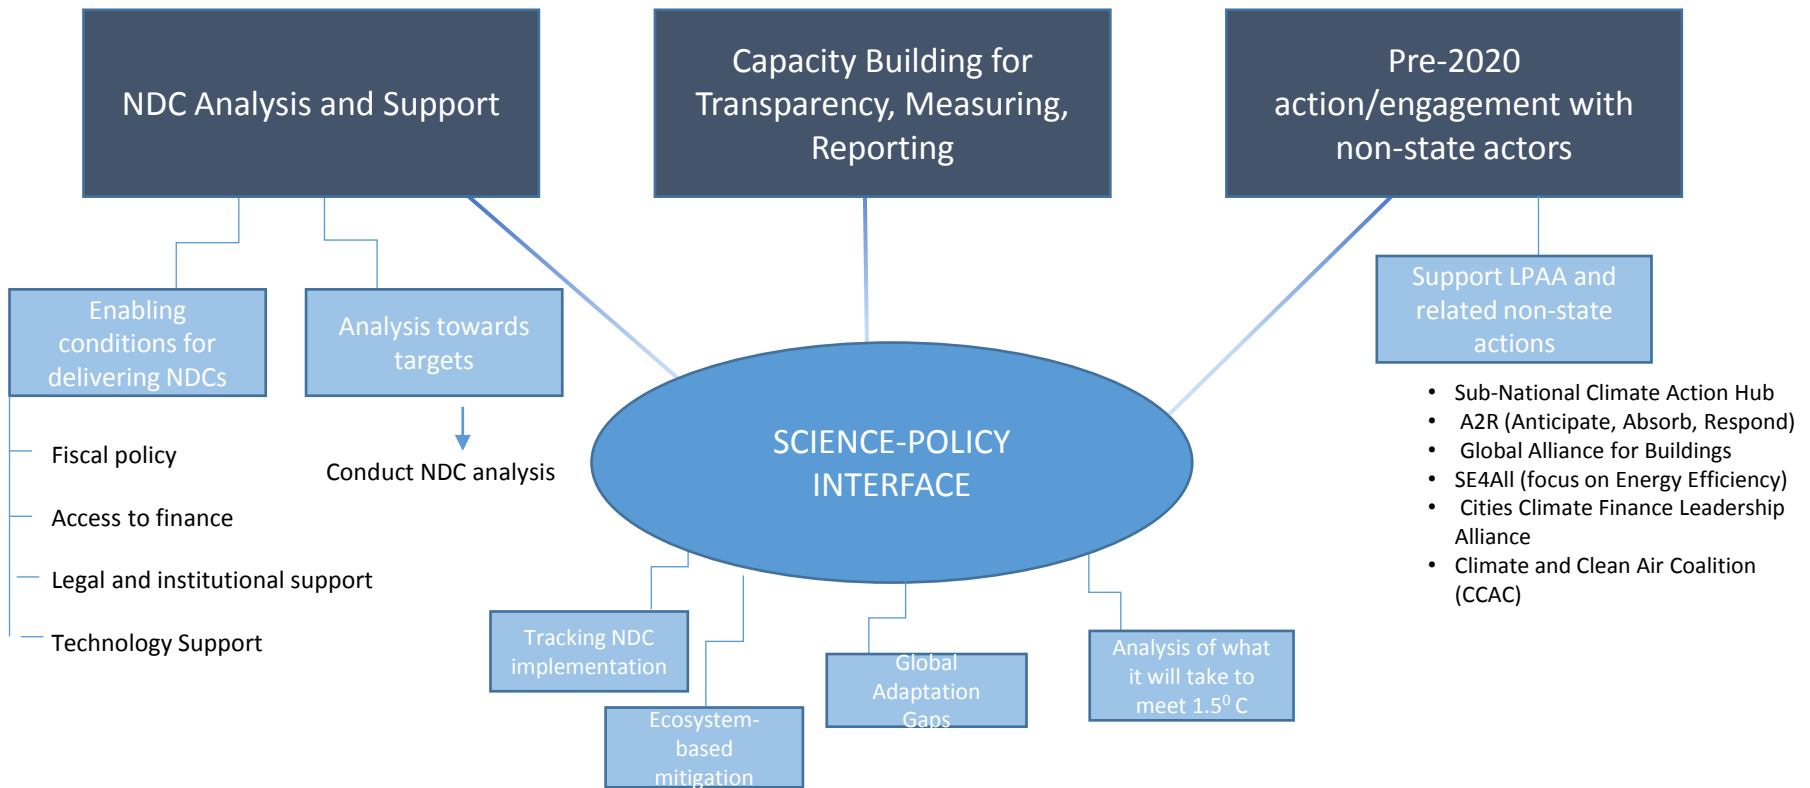 NDC Analysis and Support
Capacity Building for
Transparency, Measuring,
Reporting
Pre-2020
action/engagement with
non-state actors
Enabling
conditions for
delivering NDCs
Analysis towards
targets
Support LPAA and
related non-state
actions
Fiscal policy
Access to finance
Legal and institutional support
Technology Support
Conduct NDC analysis
SCIENCE-POLICY
INTERFACE
• Sub-National Climate Action Hub
• A2R (Anticipate, Absorb, Respond)
• Global Alliance for Buildings
• SE4All (focus on Energy Efficiency)
• Cities Climate Finance Leadership
Alliance
• Climate and Clean Air Coalition
(CCAC)
Tracking NDC
implementation
Ecosystem-
based
mitigation
Global
Adaptation
Gaps
Analysis of what
it will take to
meet 1.5⁰ C